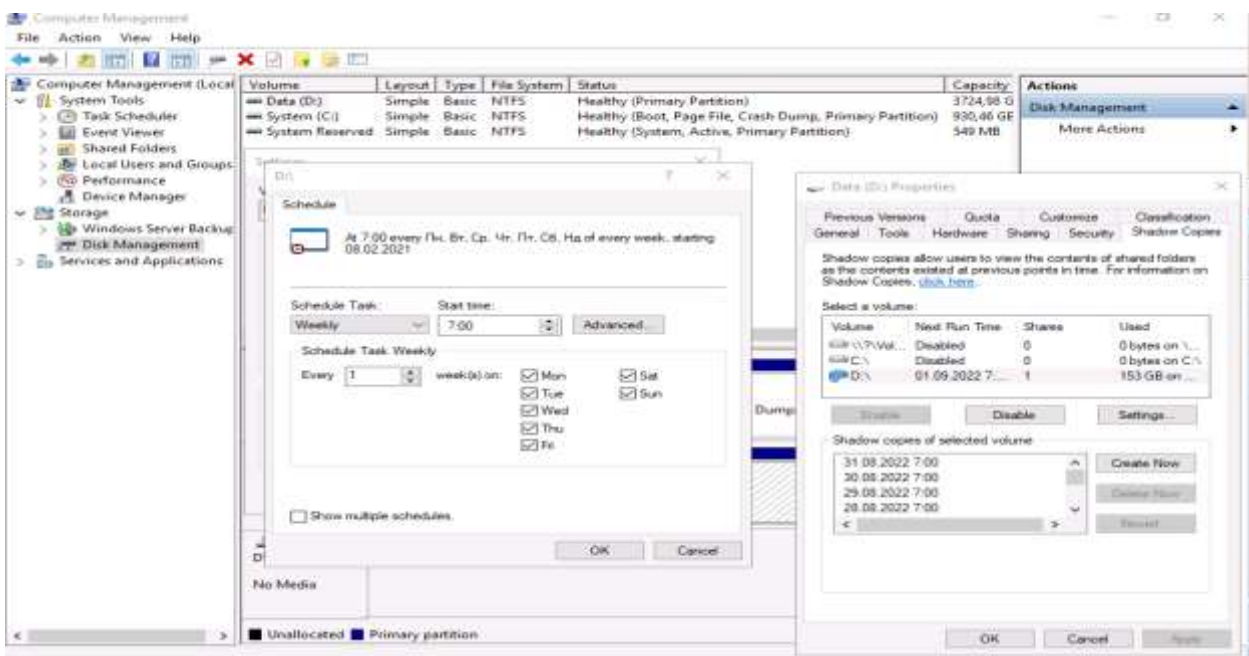 Computer Management
File Action View Help
Computer Management (Local
System Tools
Task Scheduler
Event Viewer
Shared Folders
Local Users and Groups
Performance
Device Manager
Storage
Windows Server Backup
Disk Management
Services and Applications
Volume Layout Type File System Status Capacity
Data (D:) Simple Basic NTFS Healthy (Primary Partition) 3724,98 G
System (C:) Simple Basic NTFS Healthy (Boot, Page File, Crash Dump, Primary Partition) 930,46 GE
System Reserved Simple Basic NTFS Healthy (System, Active, Primary Partition) 549 MB
Actions
Disk Management
More Actions
D:\
Schedule
At 7:00 every Пн, Вт, Ср, Чт, Пт, Сб, Нд of every week, starting
08.02.2021
Schedule Task: Start time:
Weekly 7:00 Advanced...
Schedule Task Weekly
Every 1 week(s) on: Mon Sat
Tue Sun
Wed
Thu
Fri
Show multiple schedules.
OK Cancel
Dump
No Media
Unallocated Primary partition
Data (D:) Properties
Previous Versions Quota Customize Classification
General Tools Hardware Sharing Security Shadow Copies
Shadow copies allow users to view the contents of shared folders
as the contents existed at previous points in time. For information on
Shadow Copies, click here.
Select a volume:
Volume Next Run Time Shares Used
\\?\Vol... Disabled 0 0 bytes on \...
C:\ Disabled 0 0 bytes on C:\
D:\ 01.09.2022 7:... 1 153 GB on ...
Enable Disable Settings...
Shadow copies of selected volume
31.08.2022 7:00 Create Now
30.08.2022 7:00
29.08.2022 7:00 Delete Now
28.08.2022 7:00
Revert
OK Cancel Apply